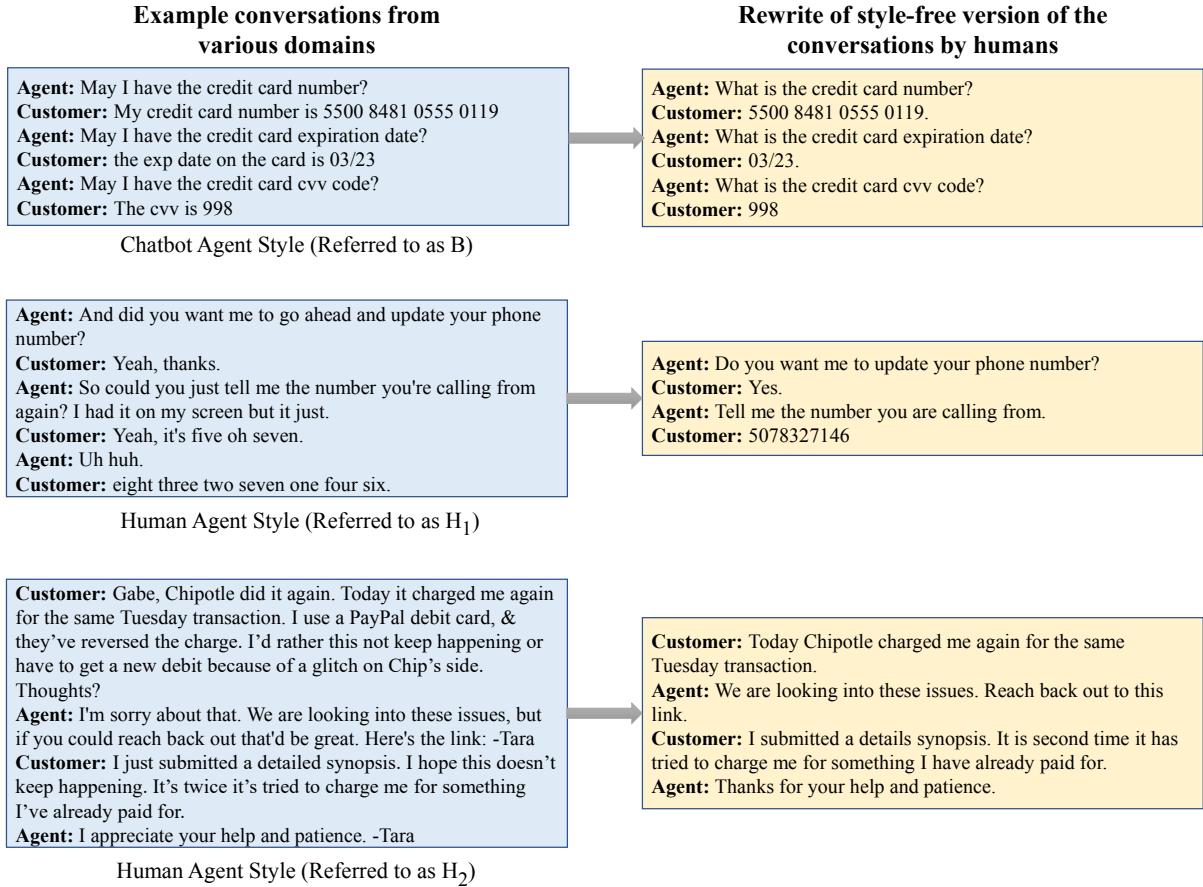 Example conversations from
various domains
Rewrite of style-free version of the
conversations by humans
Agent: May I have the credit card number?
Customer: My credit card number is 5500 8481 0555 0119
Agent: May I have the credit card expiration date?
Customer: the exp date on the card is 03/23
Agent: May I have the credit card cvv code?
Customer: The cvv is 998
Agent: What is the credit card number?
Customer: 5500 8481 0555 0119.
Agent: What is the credit card expiration date?
Customer: 03/23.
Agent: What is the credit card cvv code?
Customer: 998
Chatbot Agent Style (Referred to as B)
Agent: And did you want me to go ahead and update your phone
number?
Customer: Yeah, thanks.
Agent: So could you just tell me the number you're calling from
again? I had it on my screen but it just.
Customer: Yeah, it's five oh seven.
Agent: Uh huh.
Customer: eight three two seven one four six.
Agent: Do you want me to update your phone number?
Customer: Yes.
Agent: Tell me the number you are calling from.
Customer: 5078327146
Human Agent Style (Referred to as H1)
Customer: Gabe, Chipotle did it again. Today it charged me again
for the same Tuesday transaction. I use a PayPal debit card, &
they've reversed the charge. I'd rather this not keep happening or
have to get a new debit because of a glitch on Chip's side.
Thoughts?
Agent: I'm sorry about that. We are looking into these issues, but
if you could reach back out that'd be great. Here's the link: -Tara
Customer: I just submitted a detailed synopsis. I hope this doesn't
keep happening. It's twice it's tried to charge me for something
I've already paid for.
Agent: I appreciate your help and patience. -Tara
Customer: Today Chipotle charged me again for the same
Tuesday transaction.
Agent: We are looking into these issues. Reach back out to this
link.
Customer: I submitted a details synopsis. It is second time it has
tried to charge me for something I have already paid for.
Agent: Thanks for your help and patience.
Human Agent Style (Referred to as H2)